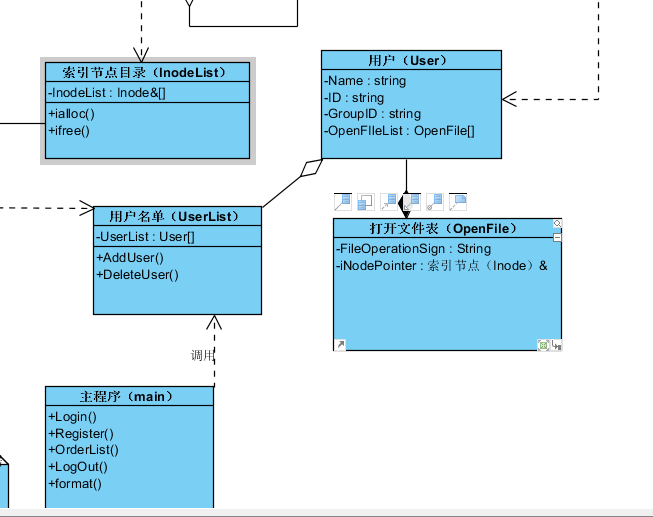 索引节点目录（InodeList）
-InodeList : Inode&[]
+ialloc()
+ifree()
用户（User）
-Name : string
-ID : string
-GroupID : string
-OpenFIleList : OpenFile[]
用户名单（UserList）
-UserList : User[]
+AddUser()
+DeleteUser()
打开文件表（OpenFile）
-FileOperationSign : String
-iNodePointer : 索引节点（Inode）&
调用
主程序（main）
+Login()
+Register()
+OrderList()
+LogOut()
+format()